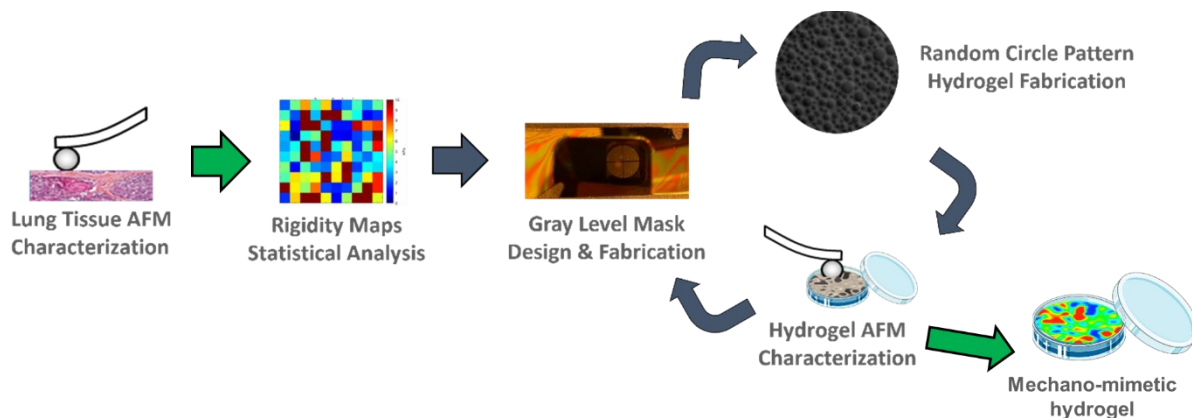 Lung Tissue AFM
Characterization
Rigidity Maps
Statistical Analysis
Gray Level Mask
Design & Fabrication
Random Circle Pattern
Hydrogel Fabrication
Hydrogel AFM
Characterization
Mechano-mimetic
hydrogel